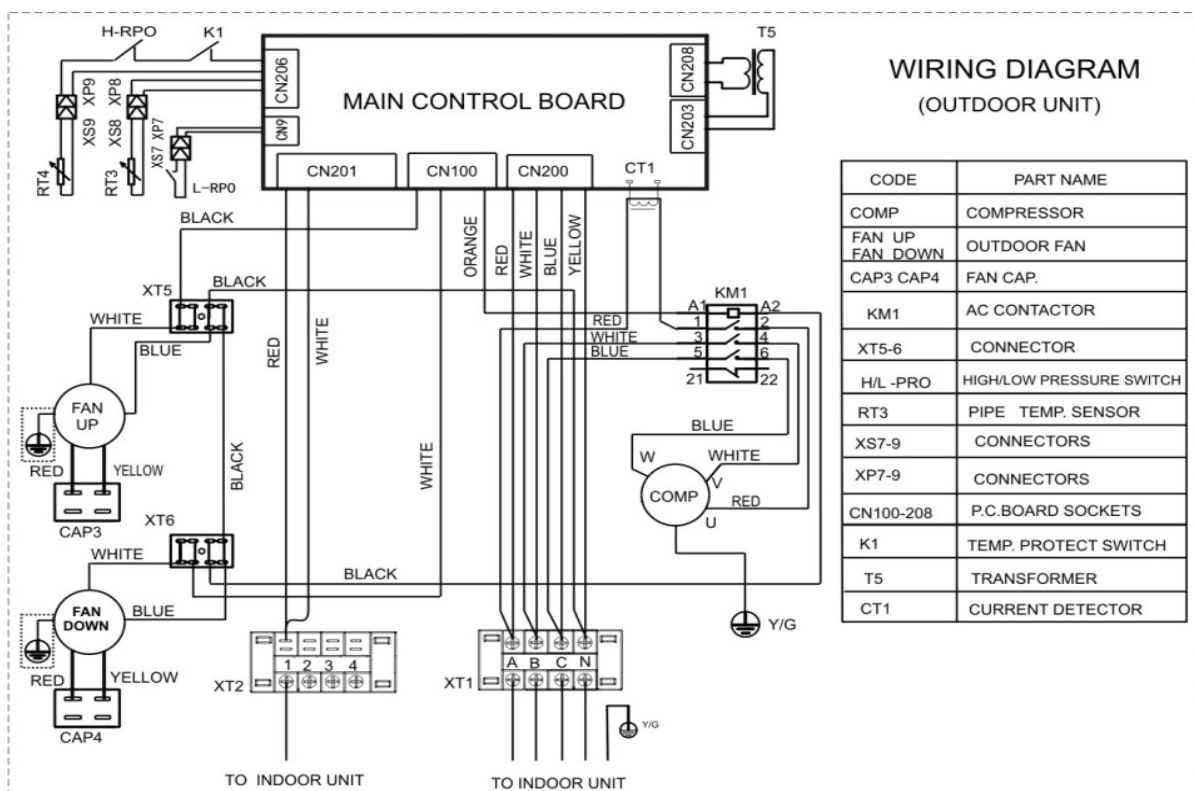 H-RPO
K1
T5
CN206
CN208
WIRING DIAGRAM
(OUTDOOR UNIT)
XP9
XP8
MAIN CONTROL BOARD
XS9
XS8
XS7 XP7
CN9
CN203
RT4
RT3
L-RPO
CN201
CN100
CN200
CT1
BLACK
ORANGE
RED
WHITE
BLUE
YELLOW
BLACK
XT5
KM1
A1
A2
WHITE
RED
1
2
WHITE
3
4
BLUE
RED
WHITE
BLUE
5
6
21
22
FAN
UP
BLUE
RED
YELLOW
BLACK
WHITE
W
WHITE
V
COMP
RED
U
CAP3
XT6
WHITE
BLACK
FAN
DOWN
BLUE
Y/G
RED
YELLOW
XT2
1 2 3 4
XT1
A B C N
CAP4
Y/G
TO INDOOR UNIT
TO INDOOR UNIT
CODE PART NAME
COMP COMPRESSOR
FAN UP
FAN DOWN OUTDOOR FAN
CAP3 CAP4 FAN CAP.
KM1 AC CONTACTOR
XT5-6 CONNECTOR
H/L -PRO HIGH/LOW PRESSURE SWITCH
RT3 PIPE TEMP. SENSOR
XS7-9 CONNECTORS
XP7-9 CONNECTORS
CN100-208 P.C.BOARD SOCKETS
K1 TEMP. PROTECT SWITCH
T5 TRANSFORMER
CT1 CURRENT DETECTOR